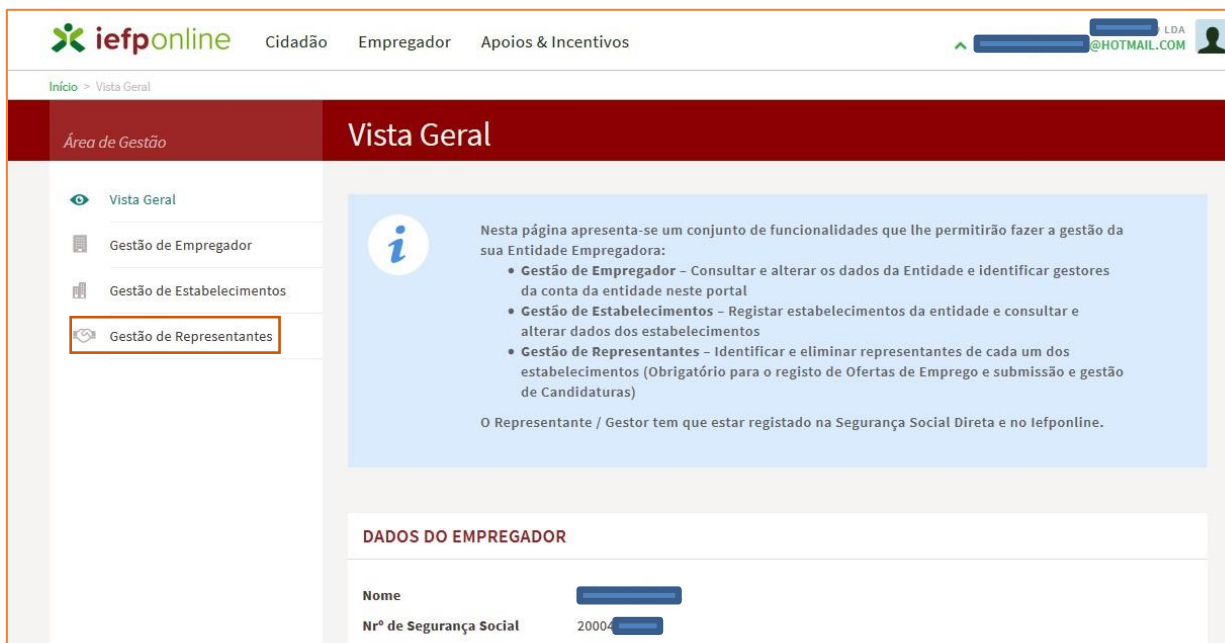 iefponline
Cidadão
Empregador
Apoios & Incentivos
LDA
@HOTMAIL.COM
Início > Vista Geral
Área de Gestão
Vista Geral
Vista Geral
Gestão de Empregador
Gestão de Estabelecimentos
Gestão de Representantes
i
Nesta página apresenta-se um conjunto de funcionalidades que lhe permitirão fazer a gestão da
sua Entidade Empregadora:
• Gestão de Empregador – Consultar e alterar os dados da Entidade e identificar gestores
da conta da entidade neste portal
• Gestão de Estabelecimentos – Registar estabelecimentos da entidade e consultar e
alterar dados dos estabelecimentos
• Gestão de Representantes – Identificar e eliminar representantes de cada um dos
estabelecimentos (Obrigatório para o registo de Ofertas de Emprego e submissão e gestão
de Candidaturas)
O Representante / Gestor tem que estar registado na Segurança Social Direta e no Iefponline.
DADOS DO EMPREGADOR
Nome
Nrº de Segurança Social 20004